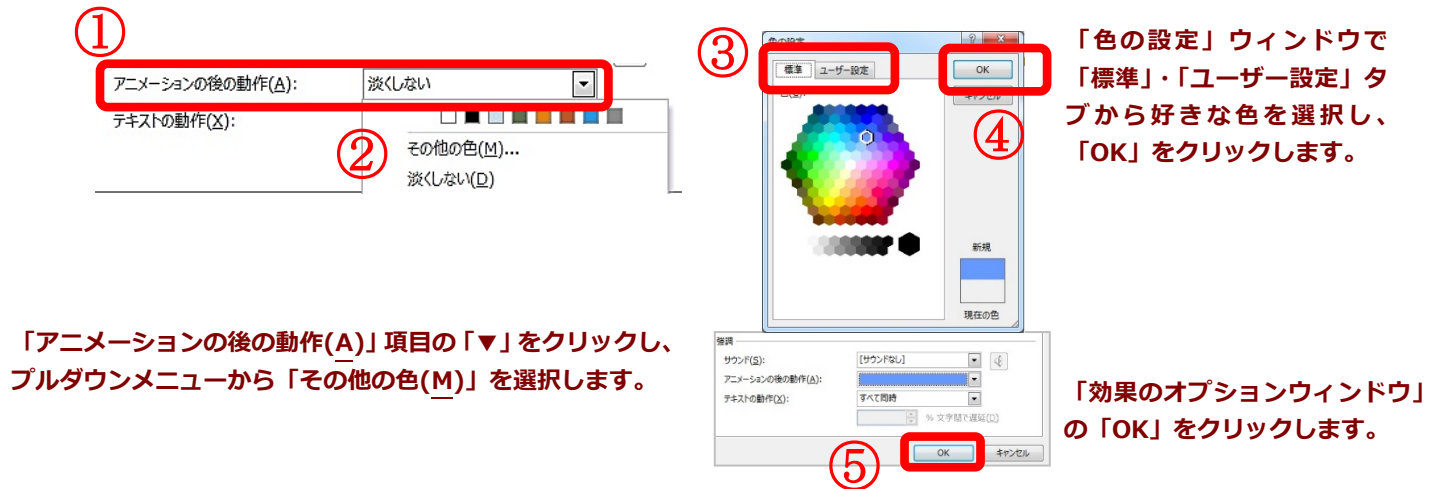 ①
アニメーションの後の動作(A): 淡くしない
テキストの動作(X):
②
その他の色(M)...
淡くしない(D)
「アニメーションの後の動作(A)」項目の「▼」をクリックし、
プルダウンメニューから「その他の色(M)」を選択します。
③
色の設定
標準 ユーザー設定
OK
キャンセル
④
新規
現在の色
「色の設定」ウィンドウで
「標準」・「ユーザー設定」タ
ブから好きな色を選択し、
「OK」をクリックします。
強調
サウンド(S): [サウンドなし]
アニメーションの後の動作(A):
テキストの動作(X): すべて同時
% 文字間で遅延(D)
⑤
OK キャンセル
「効果のオプションウィンドウ」
の「OK」をクリックします。